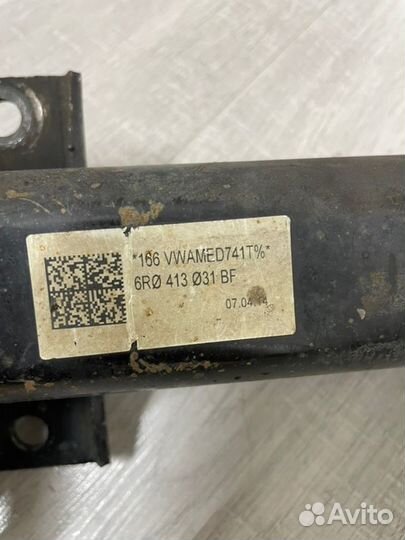 *166 VWAMED741T%*
6RØ 413 Ø31 BF
07.04.14
Avito